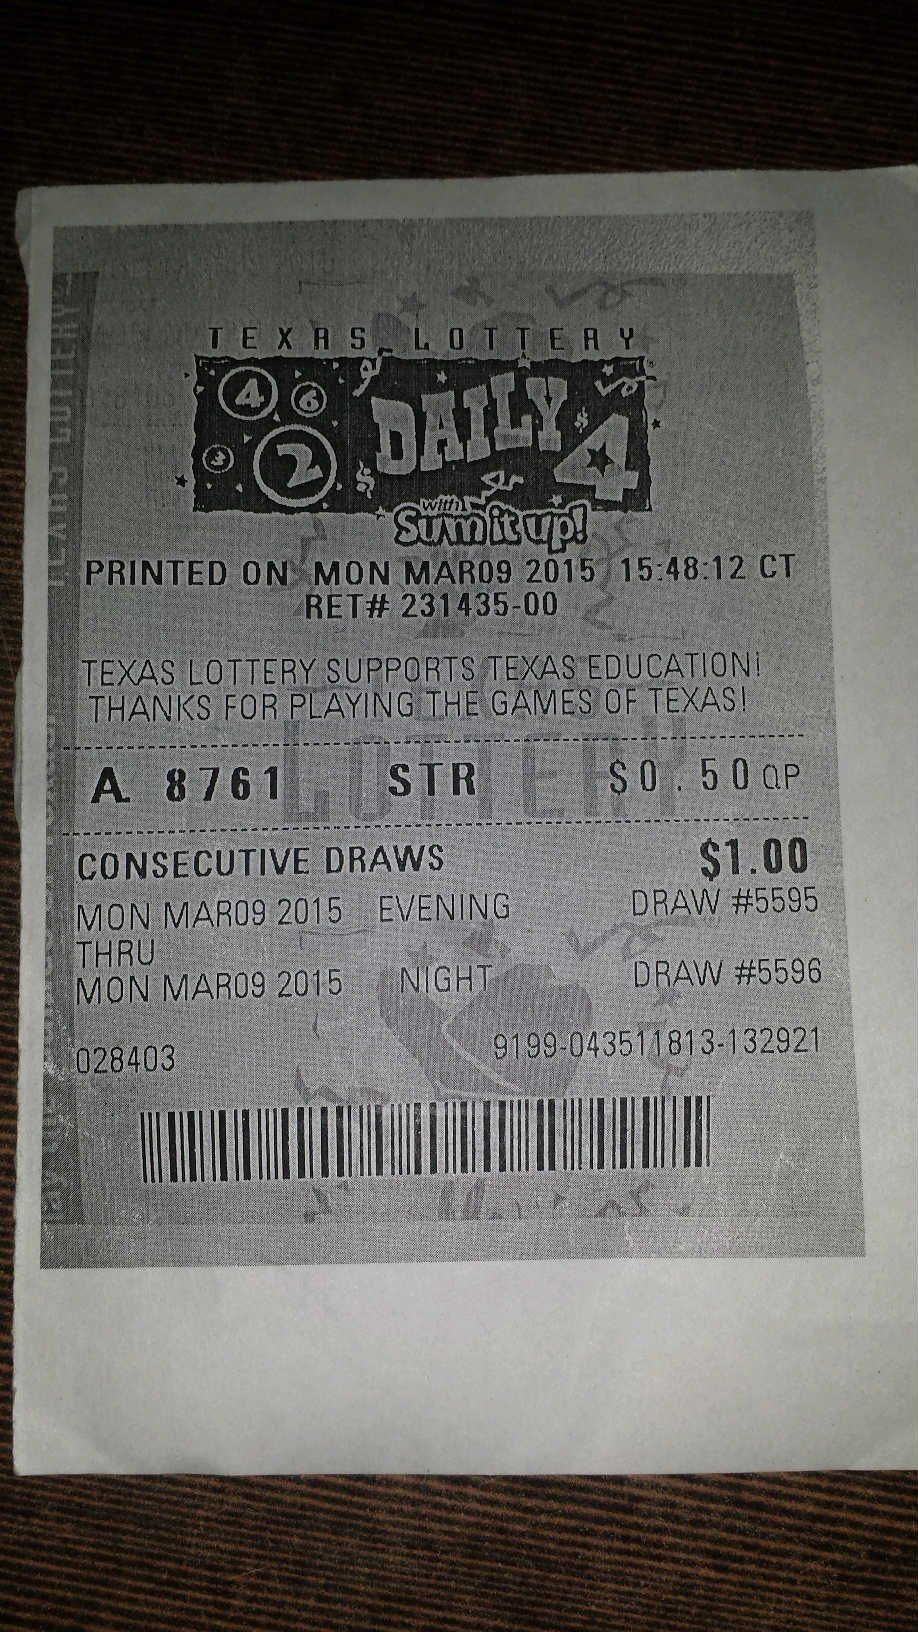 TEXAS LOTTERY
4 6
3 2
DAILY 4
with
Sum it up!
PRINTED ON MON MAR09 2015 15:48:12 CT
RET# 231435-00
TEXAS LOTTERY SUPPORTS TEXAS EDUCATION!
THANKS FOR PLAYING THE GAMES OF TEXAS!
LOTTERY
A 8761 STR $0.50 QP
CONSECUTIVE DRAWS $1.00
MON MAR09 2015 EVENING DRAW #5595
THRU
MON MAR09 2015 NIGHT DRAW #5596
028403 9199-043511813-132921
TEXAS LOTTERY